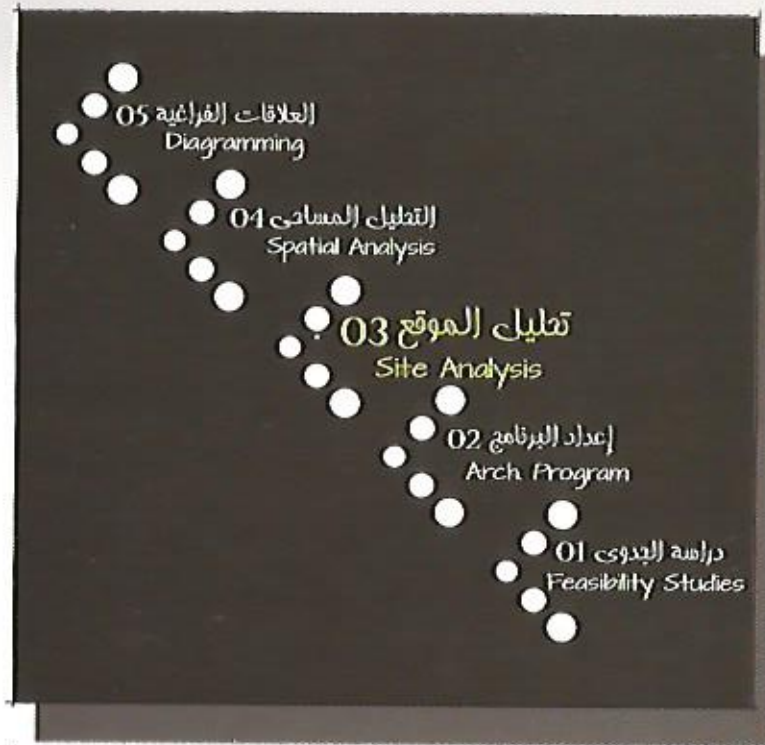 العلاقات الفراغية 05
Diagramming
التحليل المساحى 04
Spatial Analysis
تحليل الموقع 03
Site Analysis
إعداد البرنامج 02
Arch Program
دراسة الجدوى 01
Feasibility Studies